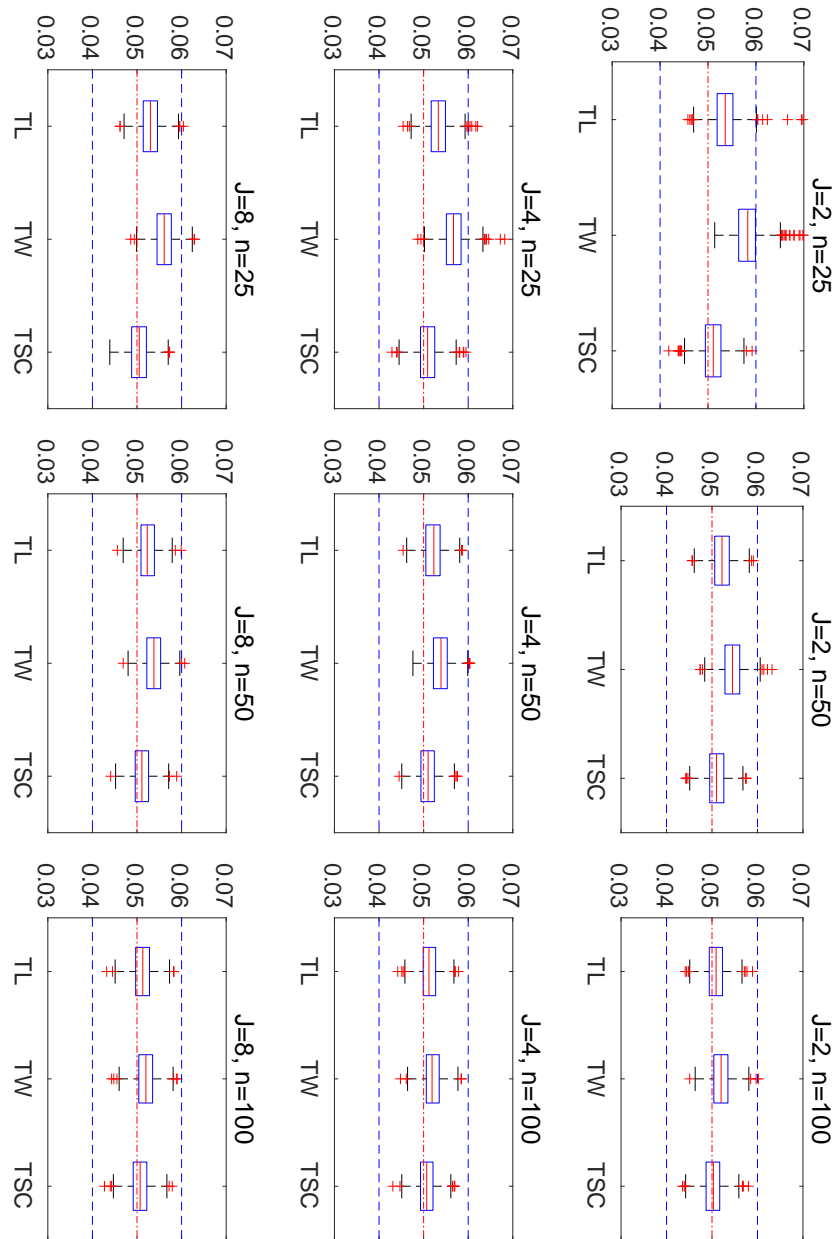 J=2, n=25
0.07
0.06
0.05
0.04
0.03
TL TW TSC
J=2, n=50
0.07
0.06
0.05
0.04
0.03
TL TW TSC
J=2, n=100
0.07
0.06
0.05
0.04
0.03
TL TW TSC
J=4, n=25
0.07
0.06
0.05
0.04
0.03
TL TW TSC
J=4, n=50
0.07
0.06
0.05
0.04
0.03
TL TW TSC
J=4, n=100
0.07
0.06
0.05
0.04
0.03
TL TW TSC
J=8, n=25
0.07
0.06
0.05
0.04
0.03
TL TW TSC
J=8, n=50
0.07
0.06
0.05
0.04
0.03
TL TW TSC
J=8, n=100
0.07
0.06
0.05
0.04
0.03
TL TW TSC